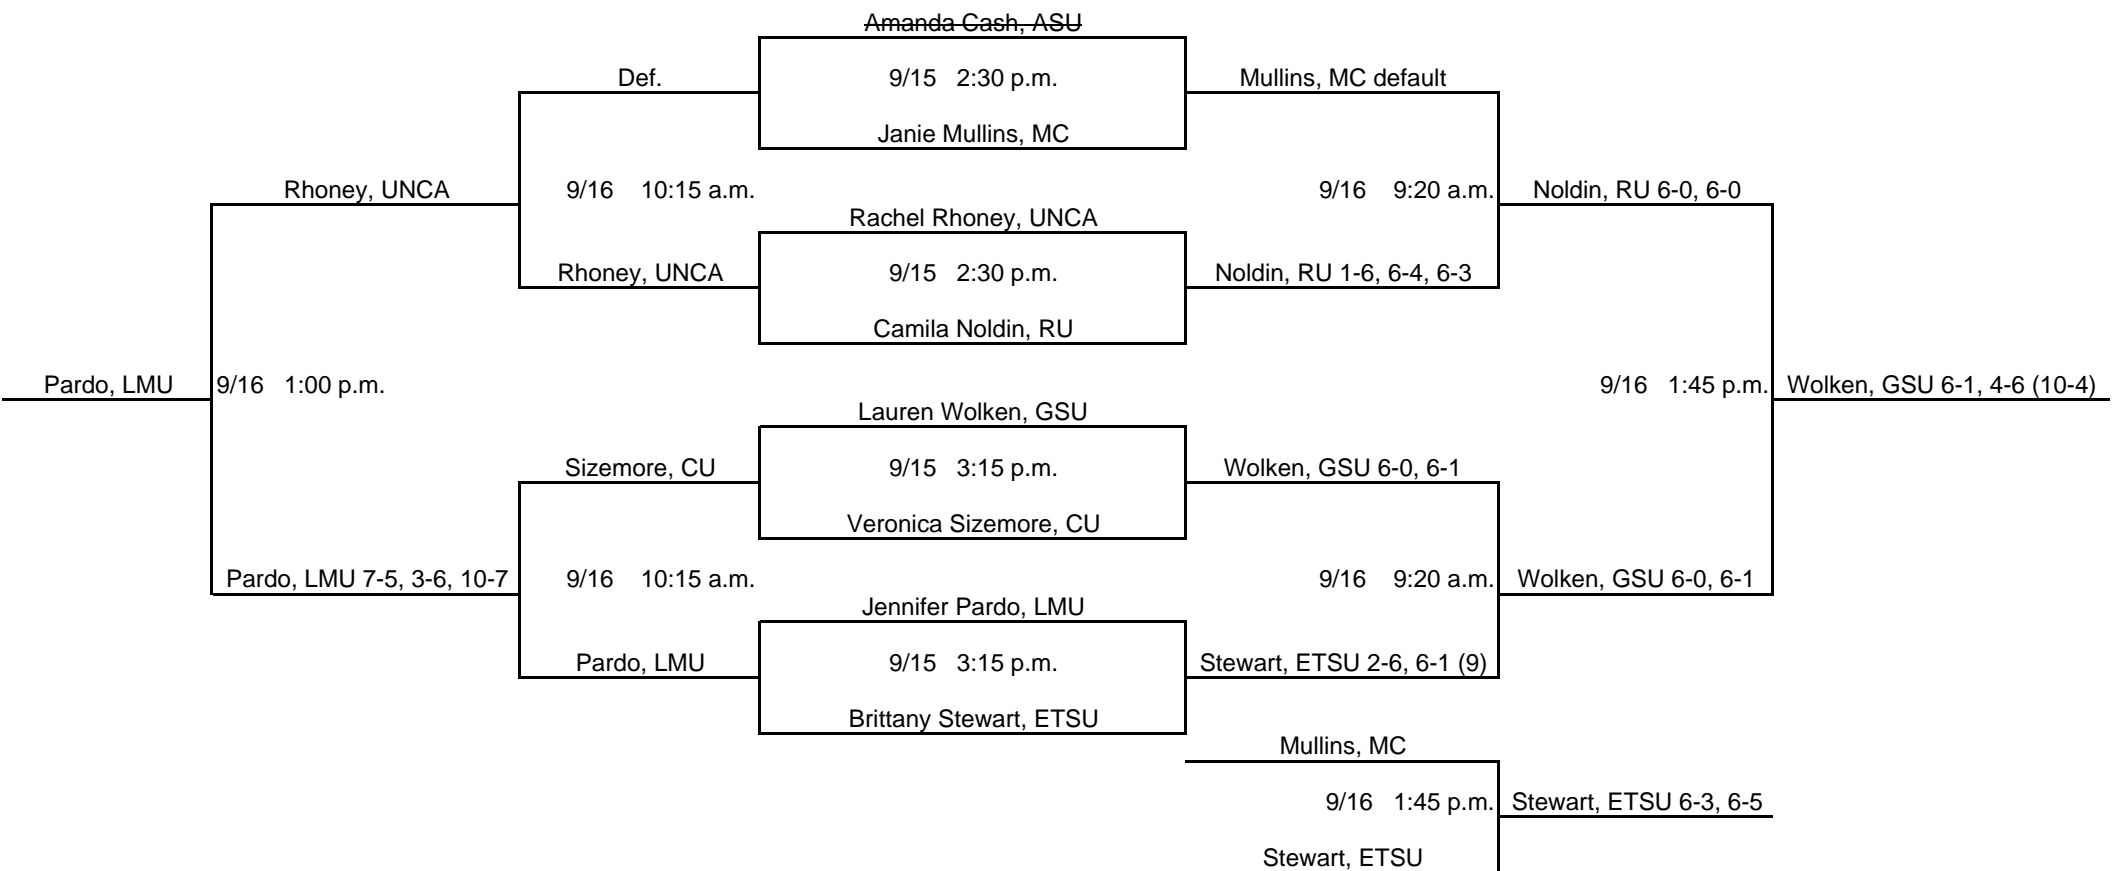 Amanda Cash, ASU
Def.
9/15 2:30 p.m.
Mullins, MC default
Janie Mullins, MC
Rhoney, UNCA
9/16 10:15 a.m.
9/16 9:20 a.m.
Noldin, RU 6-0, 6-0
Rachel Rhoney, UNCA
Rhoney, UNCA
9/15 2:30 p.m.
Noldin, RU 1-6, 6-4, 6-3
Camila Noldin, RU
Pardo, LMU
9/16 1:00 p.m.
9/16 1:45 p.m.
Wolken, GSU 6-1, 4-6 (10-4)
Lauren Wolken, GSU
Sizemore, CU
9/15 3:15 p.m.
Wolken, GSU 6-0, 6-1
Veronica Sizemore, CU
Pardo, LMU 7-5, 3-6, 10-7
9/16 10:15 a.m.
9/16 9:20 a.m.
Wolken, GSU 6-0, 6-1
Jennifer Pardo, LMU
Pardo, LMU
9/15 3:15 p.m.
Stewart, ETSU 2-6, 6-1 (9)
Brittany Stewart, ETSU
Mullins, MC
9/16 1:45 p.m.
Stewart, ETSU 6-3, 6-5
Stewart, ETSU